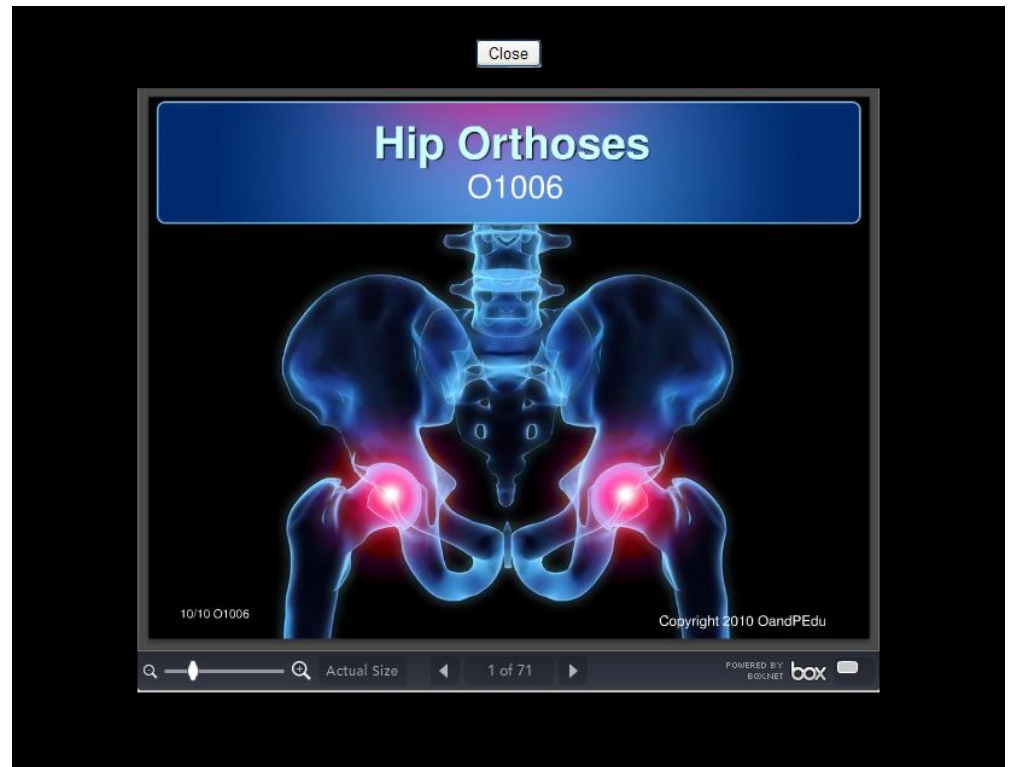 Close
Hip Orthoses
O1006
10/10 O1006
Copyright 2010 OandPEdu
Actual Size
1 of 71
POWERED BY
BOX.NET
box